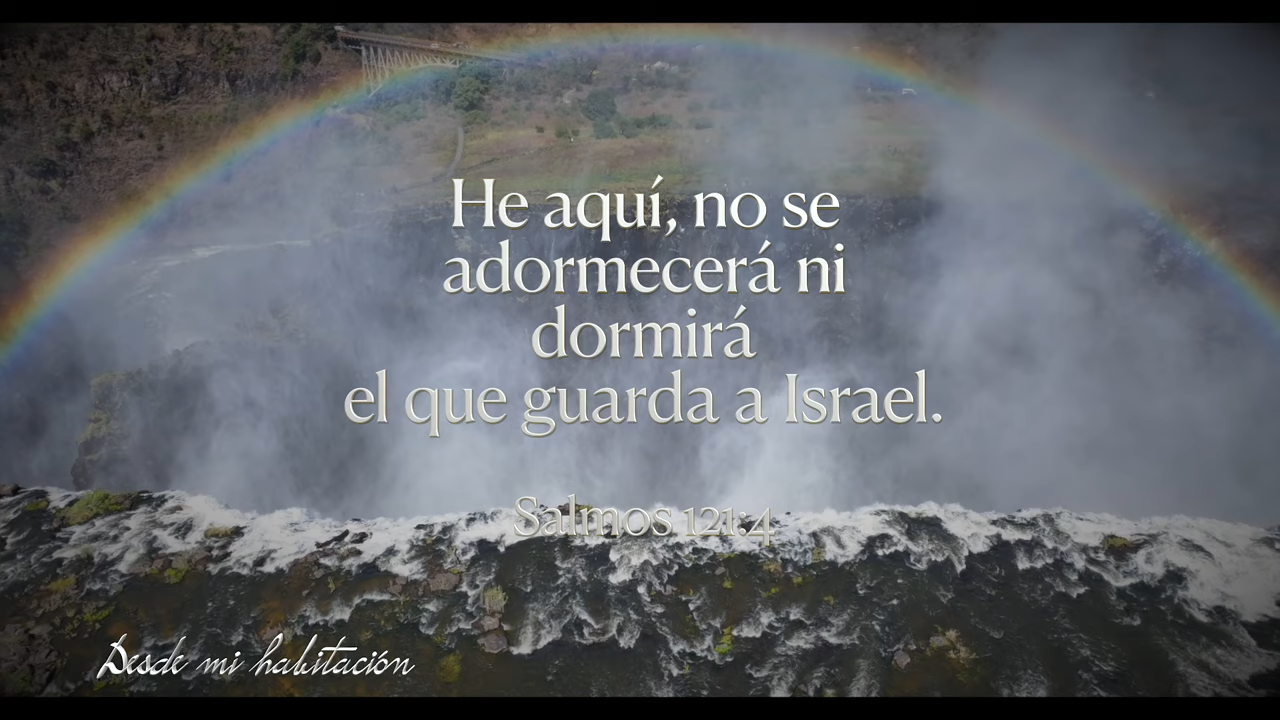 He aquí, no se
adormecerá ni
dormirá
el que guarda a Israel.
Salmos 121:4
Desde mi habitación